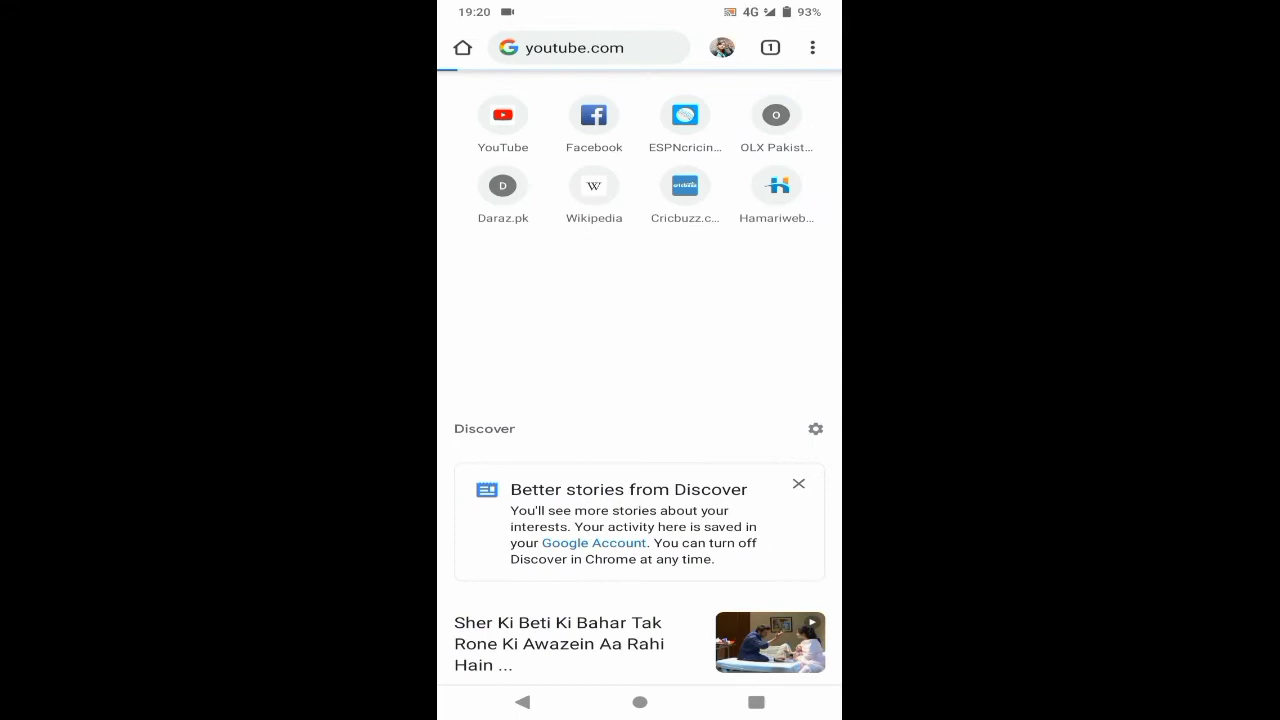 19:20
4G
93%
youtube.com
1
YouTube
Facebook
ESPNcricin...
O
OLX Pakist...
D
Daraz.pk
W
Wikipedia
cricbuzz
Cricbuzz.c...
Hamariweb...
Discover
Better stories from Discover
You'll see more stories about your
interests. Your activity here is saved in
your Google Account. You can turn off
Discover in Chrome at any time.
Sher Ki Beti Ki Bahar Tak
Rone Ki Awazein Aa Rahi
Hain ...